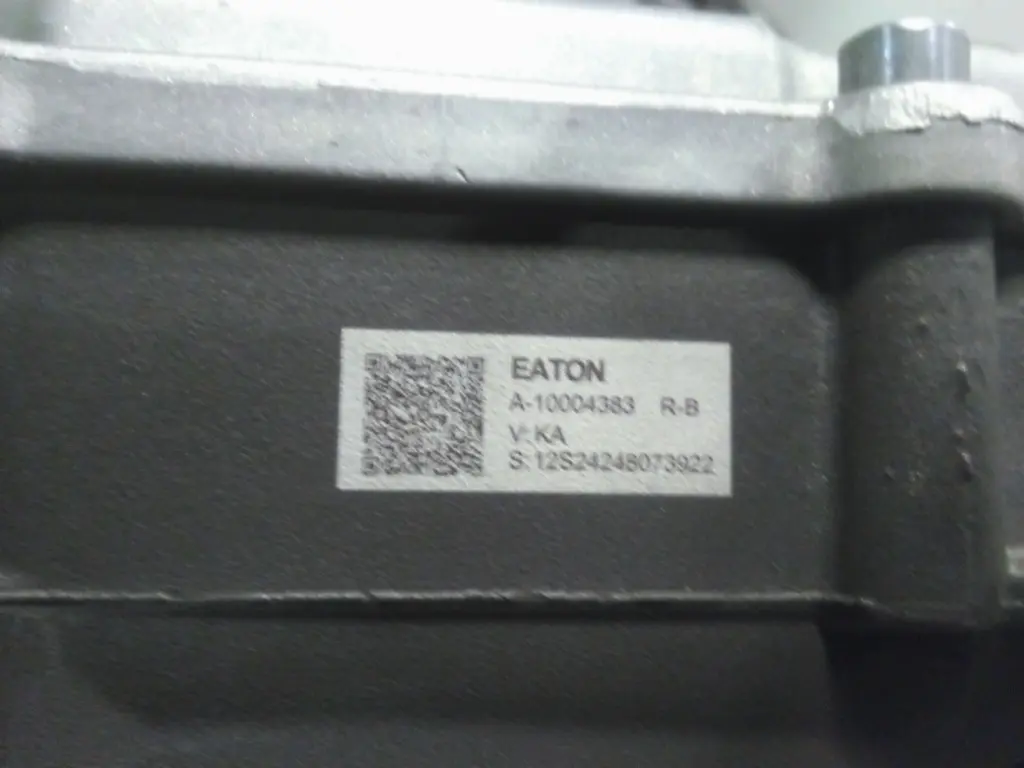 EATON
A-10004383 R-B
V: KA
S: 12S24248073922